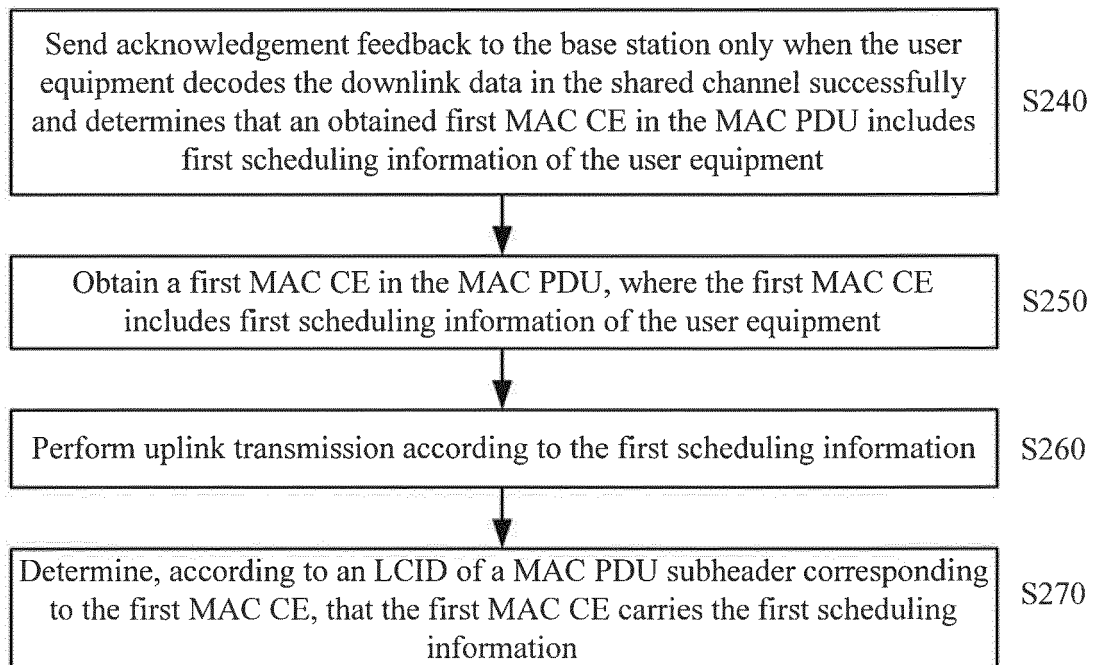 Send acknowledgement feedback to the base station only when the user
equipment decodes the downlink data in the shared channel successfully
and determines that an obtained first MAC CE in the MAC PDU includes
first scheduling information of the user equipment
S240
Obtain a first MAC CE in the MAC PDU, where the first MAC CE
includes first scheduling information of the user equipment
S250
Perform uplink transmission according to the first scheduling information
S260
Determine, according to an LCID of a MAC PDU subheader corresponding
to the first MAC CE, that the first MAC CE carries the first scheduling
information
S270